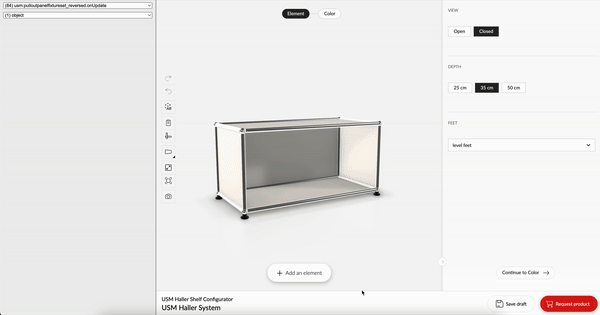 (84) usm:pulloutpanelfixtureset_reversed.onUpdate
(1) object
Element
Color
VIEW
Open
Closed
DEPTH
25 cm
35 cm
50 cm
FEET
level feet
Add an element
Continue to Color
USM Haller Shelf Configurator
USM Haller System
Save draft
Request product